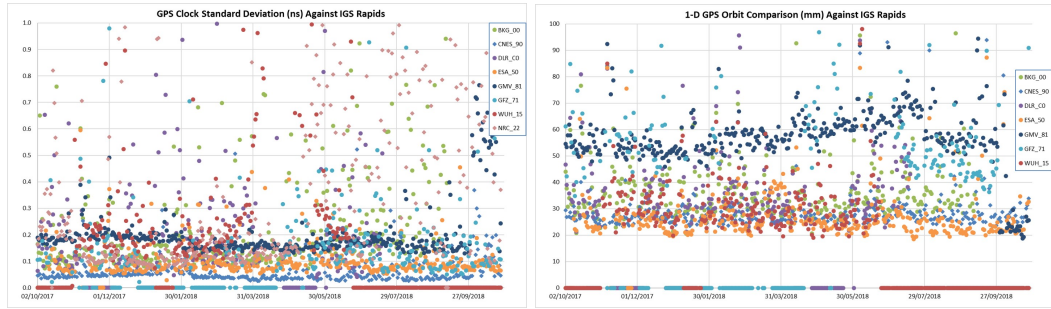 GPS Clock Standard Deviation (ns) Against IGS Rapids
1.0
0.9
0.8
0.7
0.6
0.5
0.4
0.3
0.2
0.1
0.0
02/10/2017 01/12/2017 30/01/2018 31/03/2018 30/05/2018 29/07/2018 27/09/2018
BKG_00
CNES_90
DLR_C0
ESA_50
GMV_81
GFZ_71
WUH_15
NRC_22
1-D GPS Orbit Comparison (mm) Against IGS Rapids
100
90
80
70
60
50
40
30
20
10
0
02/10/2017 01/12/2017 30/01/2018 31/03/2018 30/05/2018 29/07/2018 27/09/2018
BKG_00
CNES_90
DLR_C0
ESA_50
GMV_81
GFZ_71
WUH_15